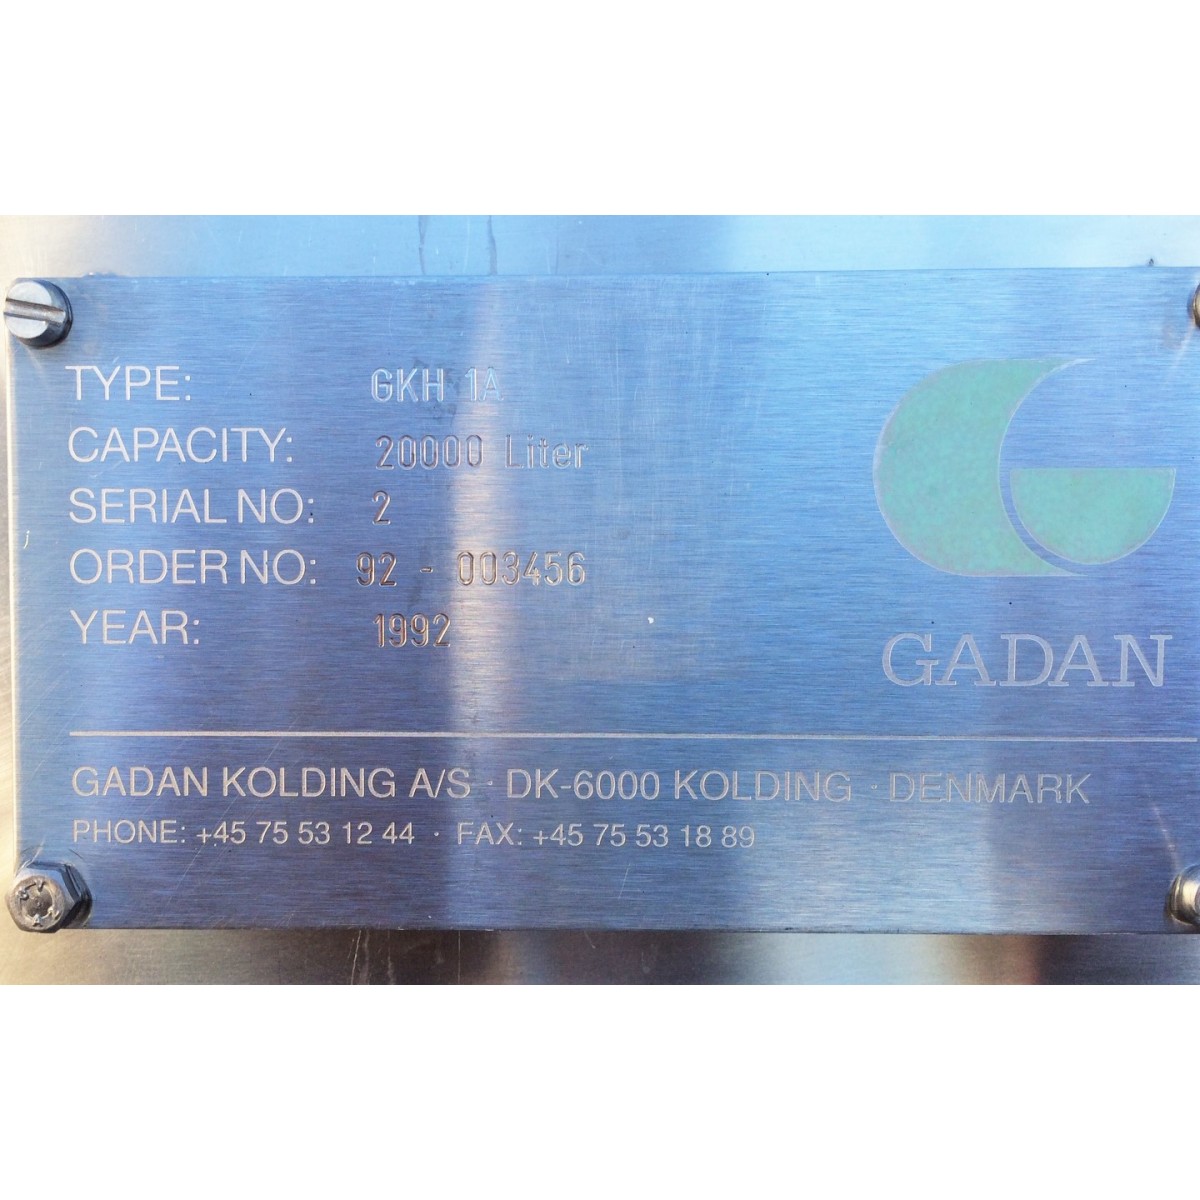 TYPE: GKH 1A
CAPACITY: 20000 Liter
SERIAL NO: 2
ORDER NO: 92 - 003456
YEAR: 1992
GADAN
GADAN KOLDING A/S · DK-6000 KOLDING · DENMARK
PHONE: +45 75 53 12 44 · FAX: +45 75 53 18 89